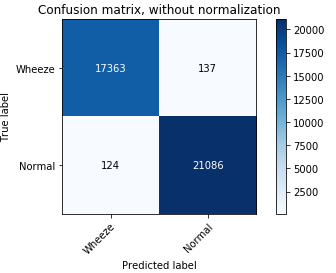 Confusion matrix, without normalization
True label
Wheeze
17363
137
Normal
124
21086
Wheeze
Normal
Predicted label
20000
17500
15000
12500
10000
7500
5000
2500